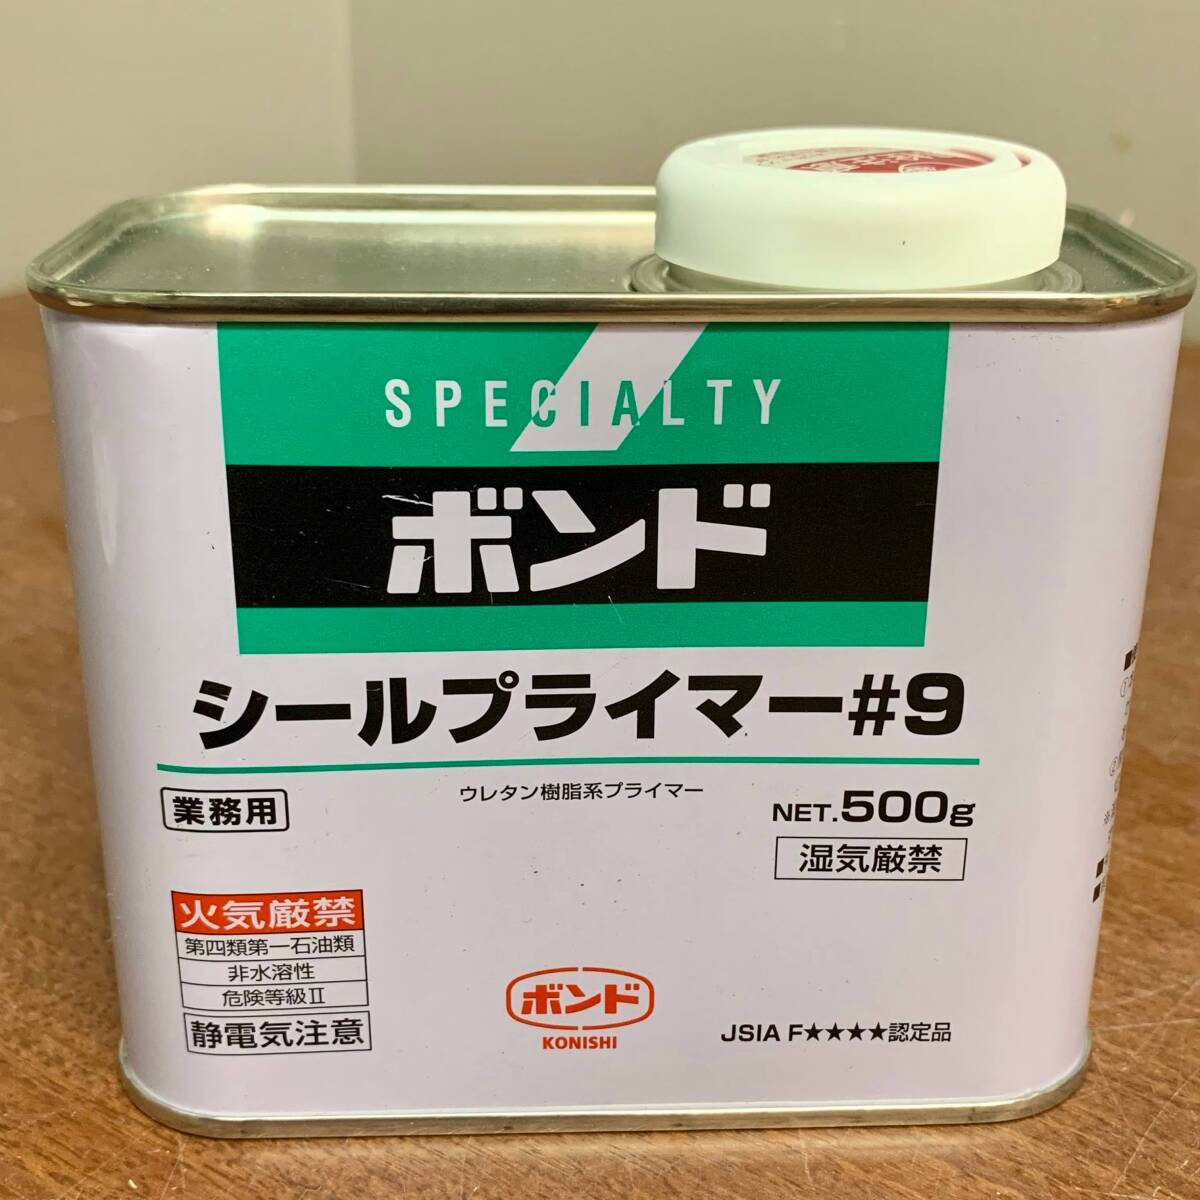 SPECIALTY
ボンド
シールプライマー#9
ウレタン樹脂系プライマー
業務用
NET.500g
湿気厳禁
火気厳禁
第四類第一石油類
非水溶性
危険等級Ⅱ
静電気注意
ボンド
KONISHI
JSIA F★★★★認定品